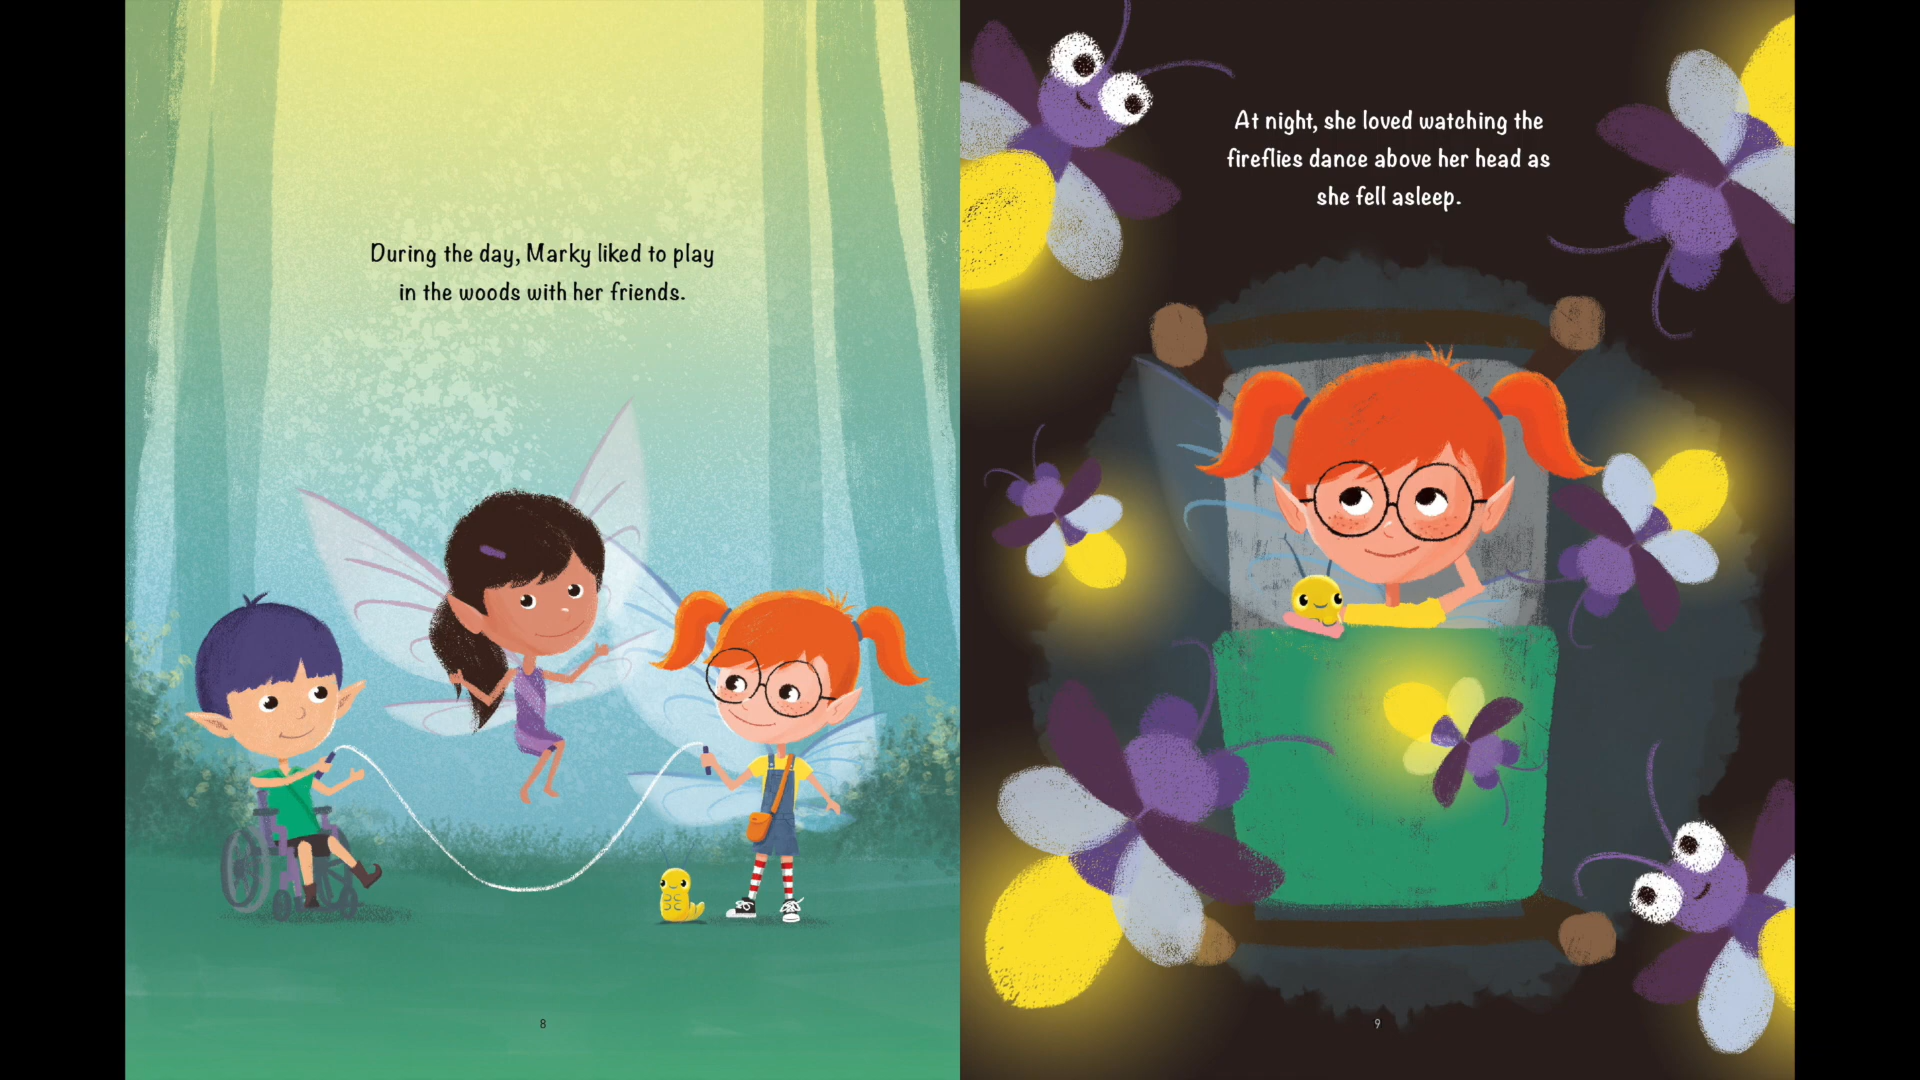 During the day, Marky liked to play
in the woods with her friends.
8
At night, she loved watching the
fireflies dance above her head as
she fell asleep.
9